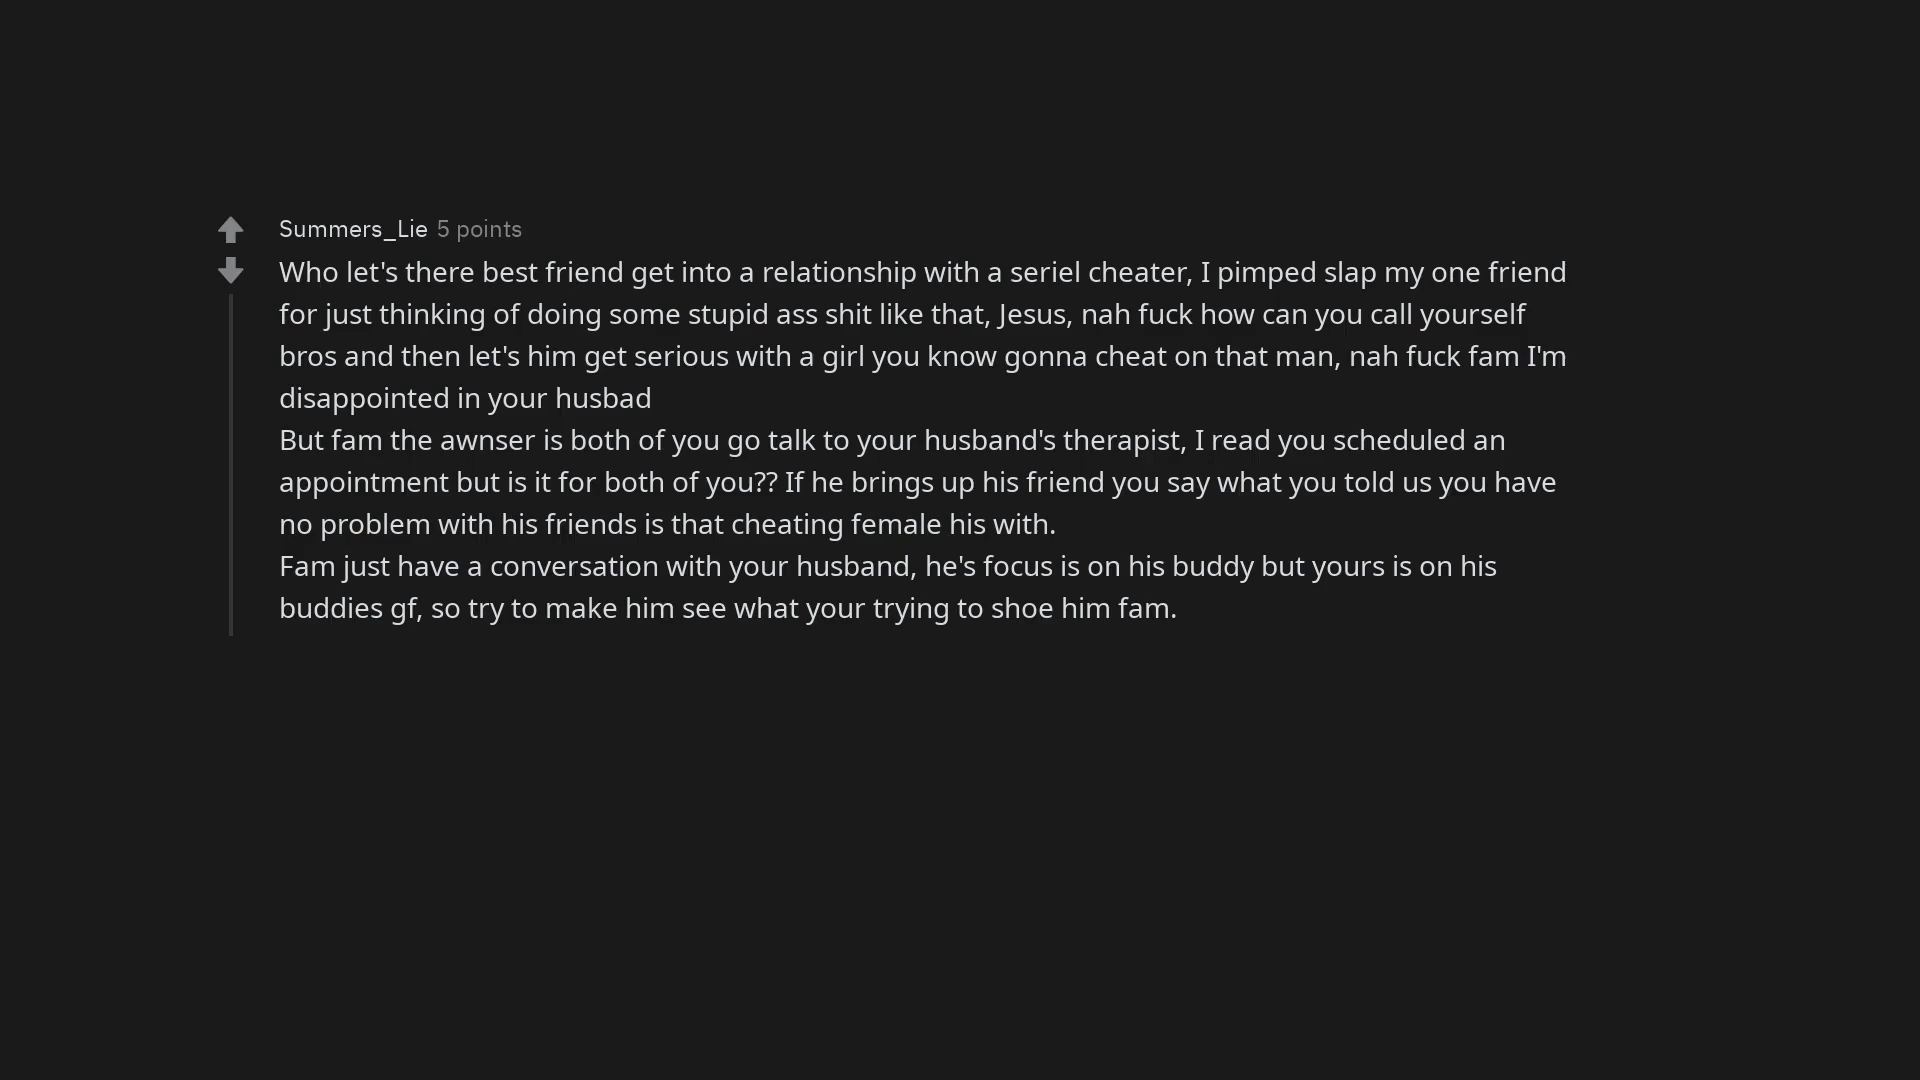 Summers_Lie 5 points
Who let's there best friend get into a relationship with a seriel cheater, I pimped slap my one friend
for just thinking of doing some stupid ass shit like that, Jesus, nah fuck how can you call yourself
bros and then let's him get serious with a girl you know gonna cheat on that man, nah fuck fam I'm
disappointed in your husbad
But fam the awnser is both of you go talk to your husband's therapist, I read you scheduled an
appointment but is it for both of you?? If he brings up his friend you say what you told us you have
no problem with his friends is that cheating female his with.
Fam just have a conversation with your husband, he's focus is on his buddy but yours is on his
buddies gf, so try to make him see what your trying to shoe him fam.